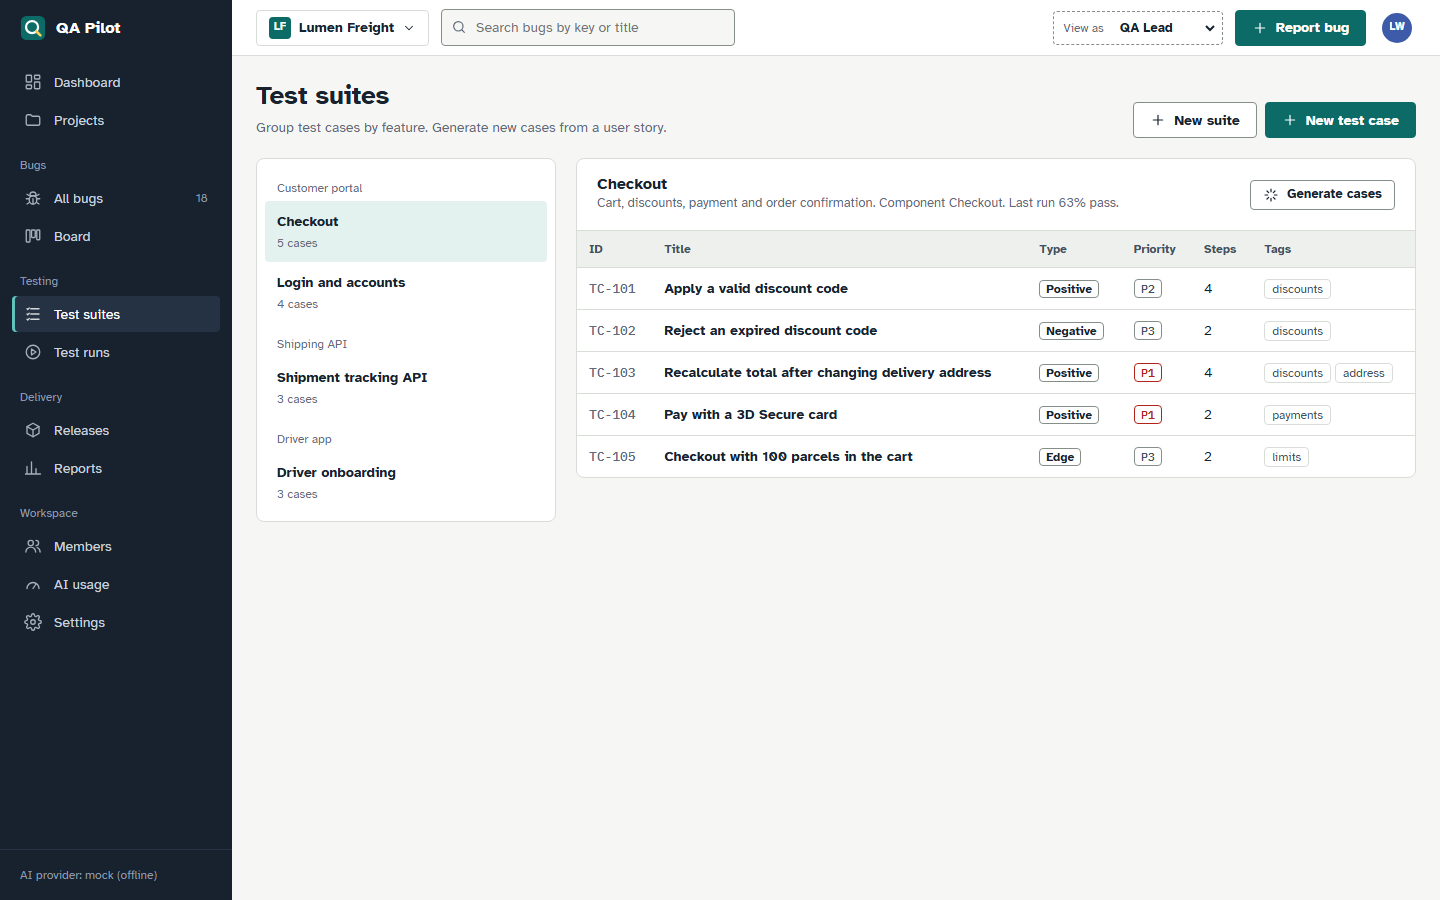 QA Pilot
Dashboard
Projects
Bugs
All bugs 18
Board
Testing
Test suites
Test runs
Delivery
Releases
Reports
Workspace
Members
AI usage
Settings
AI provider: mock (offline)
LF Lumen Freight
Search bugs by key or title
View as QA Lead
Report bug
LW
Test suites
Group test cases by feature. Generate new cases from a user story.
New suite
New test case
Customer portal
Checkout
5 cases
Login and accounts
4 cases
Shipping API
Shipment tracking API
3 cases
Driver app
Driver onboarding
3 cases
Checkout
Cart, discounts, payment and order confirmation. Component Checkout. Last run 63% pass.
Generate cases
ID Title Type Priority Steps Tags
TC-101 Apply a valid discount code Positive P2 4 discounts
TC-102 Reject an expired discount code Negative P3 2 discounts
TC-103 Recalculate total after changing delivery address Positive P1 4 discounts address
TC-104 Pay with a 3D Secure card Positive P1 2 payments
TC-105 Checkout with 100 parcels in the cart Edge P3 2 limits